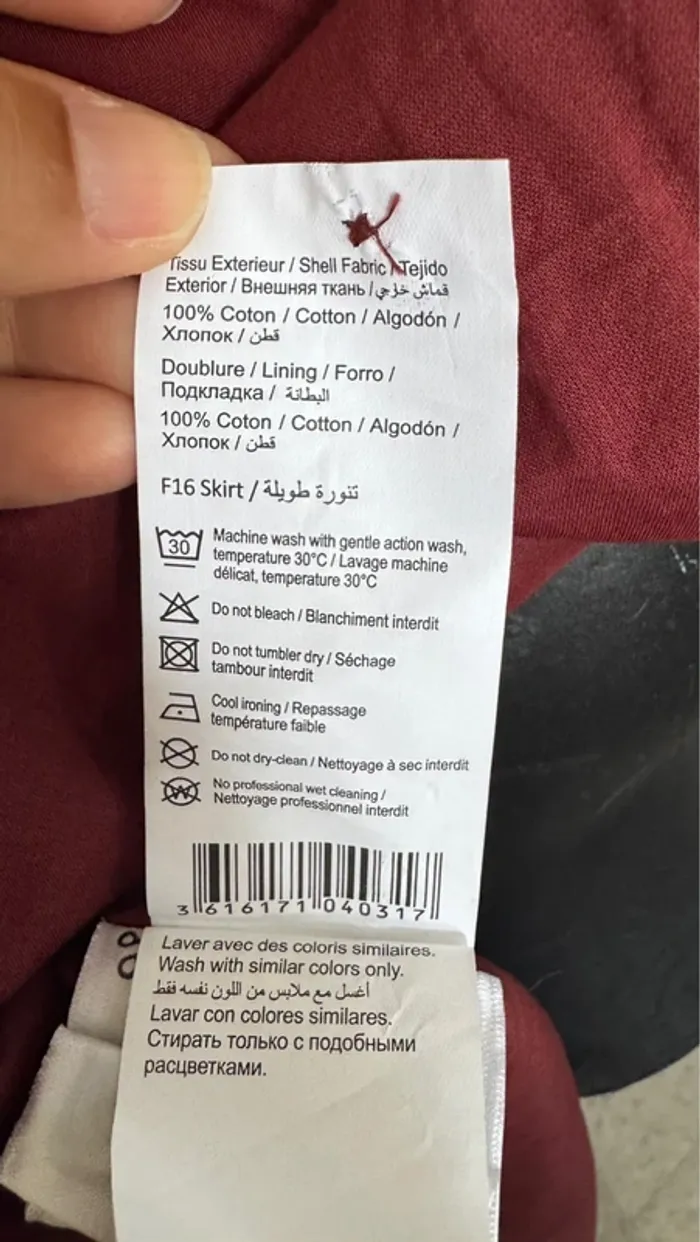 Tissu Exterieur / Shell Fabric / Tejido
Exterior / Внешняя ткань / قماش خارجي
100% Coton / Cotton / Algodón /
Хлопок / قطن
Doublure / Lining / Forro /
Подкладка / البطانة
100% Coton / Cotton / Algodón /
Хлопок / قطن
F16 Skirt / تنورة طويلة
30
Machine wash with gentle action wash,
temperature 30°C / Lavage machine
délicat, temperature 30°C
Do not bleach / Blanchiment interdit
Do not tumbler dry / Séchage
tambour interdit
Cool ironing / Repassage
température faible
Do not dry-clean / Nettoyage à sec interdit
W
No professional wet cleaning /
Nettoyage professionnel interdit
3 616171 040317
Laver avec des coloris similaires.
Wash with similar colors only.
أغسل مع ملابس من اللون نفسه فقط
Lavar con colores similares.
Стирать только с подобными
расцветками.